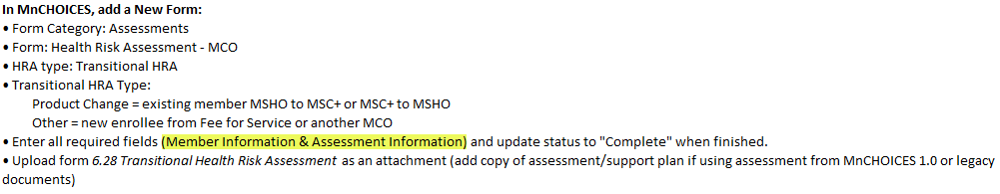 In MnCHOICES, add a New Form:
• Form Category: Assessments
• Form: Health Risk Assessment - MCO
• HRA type: Transitional HRA
• Transitional HRA Type:
Product Change = existing member MSHO to MSC+ or MSC+ to MSHO
Other = new enrollee from Fee for Service or another MCO
• Enter all required fields (Member Information & Assessment Information) and update status to "Complete" when finished.
• Upload form 6.28 Transitional Health Risk Assessment as an attachment (add copy of assessment/support plan if using assessment from MnCHOICES 1.0 or legacy
documents)